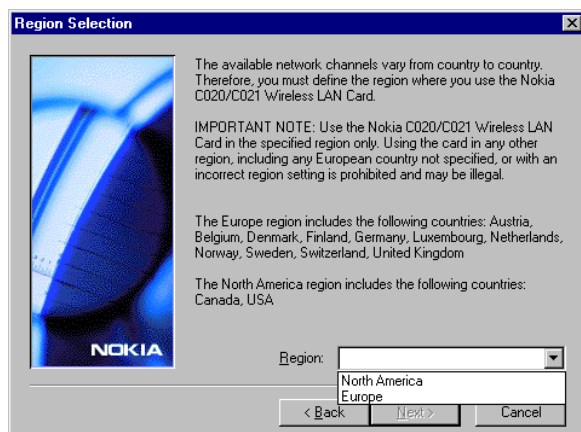 Region Selection
The available network channels vary from country to country.
Therefore, you must define the region where you use the Nokia
C020/C021 Wireless LAN Card.
IMPORTANT NOTE: Use the Nokia C020/C021 Wireless LAN
Card in the specified region only. Using the card in any other
region, including any European country not specified, or with an
incorrect region setting is prohibited and may be illegal.
The Europe region includes the following countries: Austria,
Belgium, Denmark, Finland, Germany, Luxembourg, Netherlands,
Norway, Sweden, Switzerland, United Kingdom
The North America region includes the following countries:
Canada, USA
NOKIA
Region:
North America
Europe
< Back
Next >
Cancel